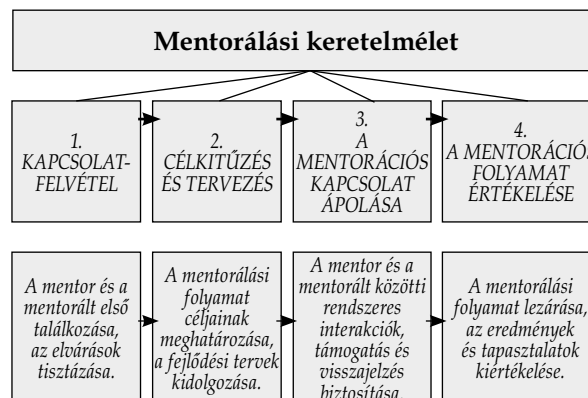 Mentorálási keretelmélet
1.
KAPCSOLAT-
FELVÉTEL
2.
CÉLKITŰZÉS
ÉS TERVEZÉS
3.
A
MENTORÁCIÓS
KAPCSOLAT
ÁPOLÁSA
4.
A MENTORÁCIÓS
FOLYAMAT
ÉRTÉKELÉSE
A mentor és a
mentorált első
találkozása,
az elvárások
tisztázása.
A mentorálási
folyamat
céljainak
meghatározása,
a fejlődési tervek
kidolgozása.
A mentor és a
mentorált közötti
rendszeres
interakciók,
támogatás és
visszajelzés
biztosítása.
A mentorálási
folyamat lezárása,
az eredmények
és tapasztalatok
kiértékelése.